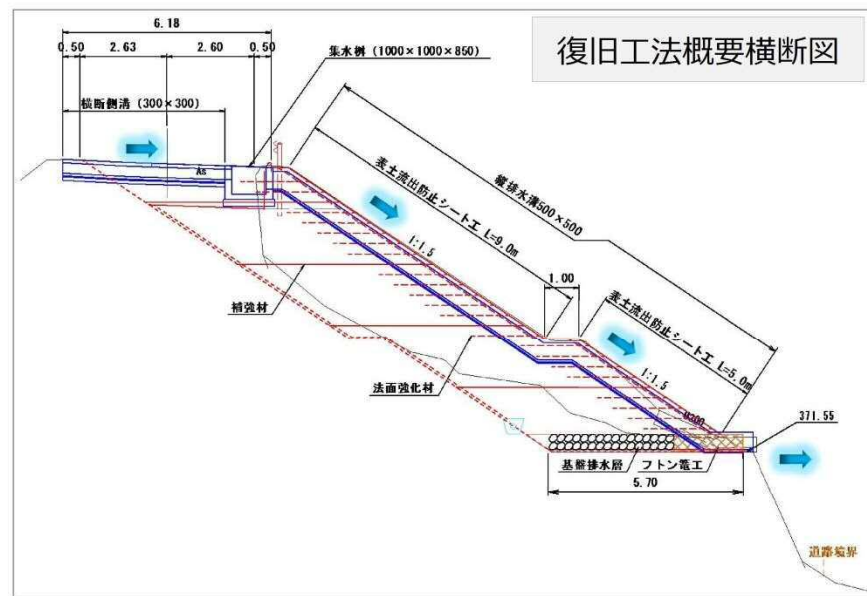 復旧工法概要横断図
6.18
0.50
2.63
2.60
0.50
集水桝 (1000×1000×850)
横断側溝 (300×300)
As
表土流出防止シート工 L=9.0m
縦排水溝500×500
1:1.5
1.00
表土流出防止シート工 L=5.0m
補強材
1:1.5
法面強化材
U300
371.55
基盤排水層
フトン篭工
5.70
道路境界